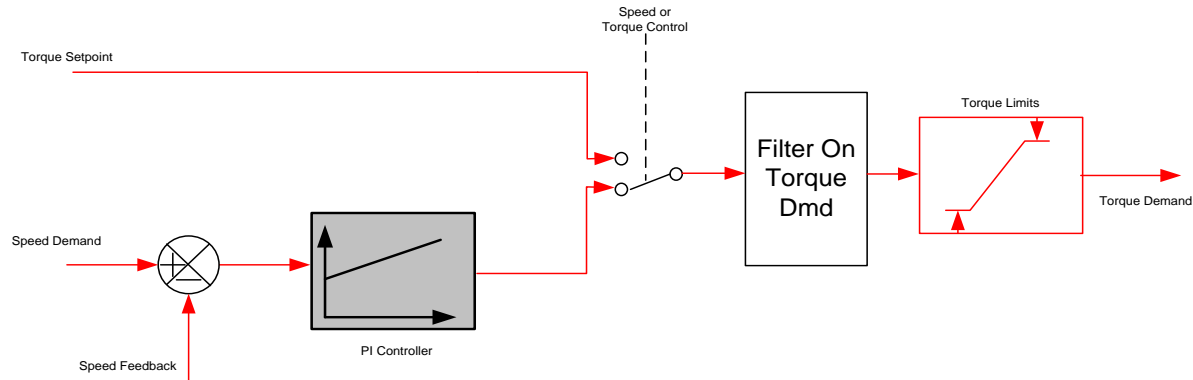 Speed or
Torque Control
Torque Setpoint
Filter On
Torque
Dmd
Torque Limits
Torque Demand
Speed Demand
PI Controller
Speed Feedback